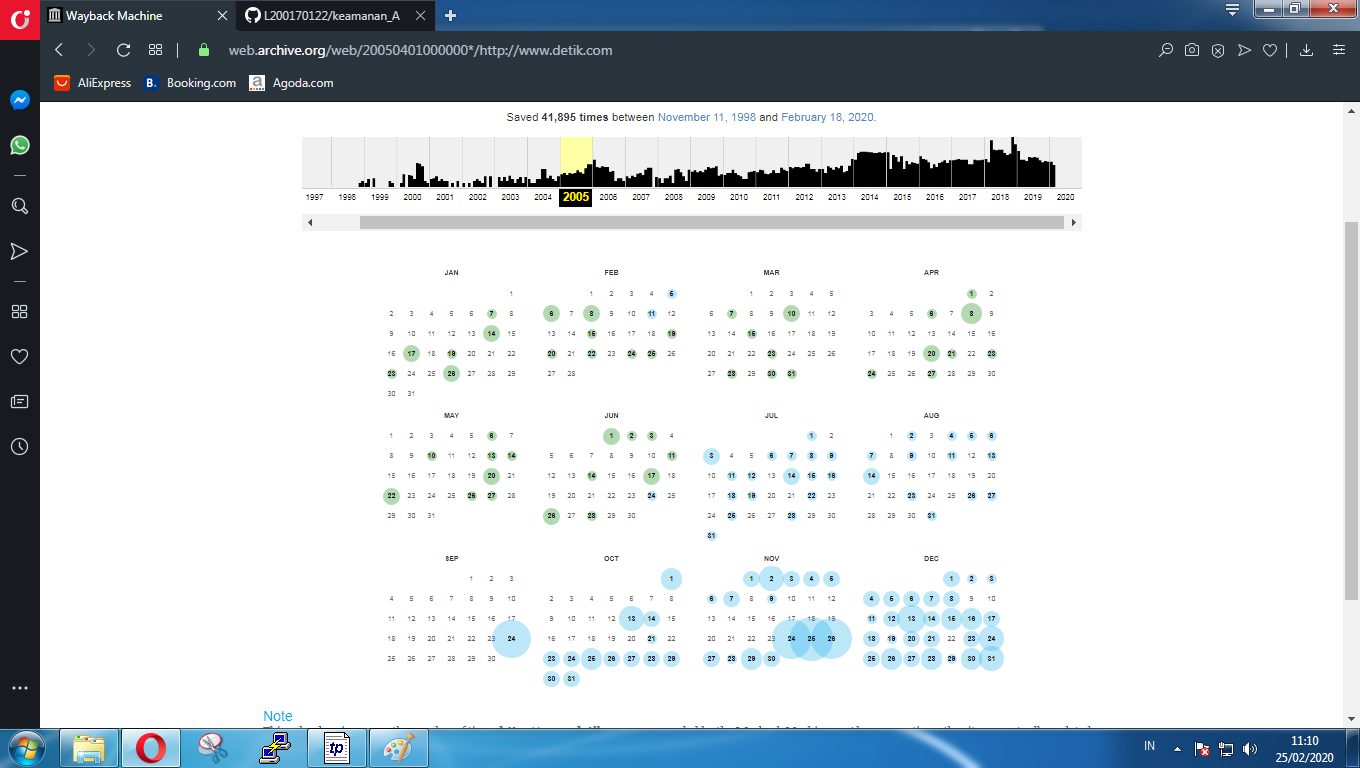 Wayback Machine
L200170122/keamanan_A
web.archive.org/web/20050401000000*/http://www.detik.com
AliExpress
B. Booking.com
a Agoda.com
Saved 41,895 times between November 11, 1998 and February 18, 2020.
1997 1998 1999 2000 2001 2002 2003 2004 2005 2006 2007 2008 2009 2010 2011 2012 2013 2014 2015 2016 2017 2018 2019 2020
JAN
1
2 3 4 5 6 7 8
9 10 11 12 13 14 15
16 17 18 19 20 21 22
23 24 25 26 27 28 29
30 31
FEB
1 2 3 4 5
6 7 8 9 10 11 12
13 14 15 16 17 18 19
20 21 22 23 24 25 26
27 28
MAR
1 2 3 4 5
6 7 8 9 10 11 12
13 14 15 16 17 18 19
20 21 22 23 24 25 26
27 28 29 30 31
APR
1 2
3 4 5 6 7 8 9
10 11 12 13 14 15 16
17 18 19 20 21 22 23
24 25 26 27 28 29 30
MAY
1 2 3 4 5 6 7
8 9 10 11 12 13 14
15 16 17 18 19 20 21
22 23 24 25 26 27 28
29 30 31
JUN
1 2 3 4
5 6 7 8 9 10 11
12 13 14 15 16 17 18
19 20 21 22 23 24 25
26 27 28 29 30
JUL
1 2
3 4 5 6 7 8 9
10 11 12 13 14 15 16
17 18 19 20 21 22 23
24 25 26 27 28 29 30
31
AUG
1 2 3 4 5 6
7 8 9 10 11 12 13
14 15 16 17 18 19 20
21 22 23 24 25 26 27
28 29 30 31
SEP
1 2 3
4 5 6 7 8 9 10
11 12 13 14 15 16 17
18 19 20 21 22 23 24
25 26 27 28 29 30
OCT
1
2 3 4 5 6 7 8
9 10 11 12 13 14 15
16 17 18 19 20 21 22
23 24 25 26 27 28 29
30 31
NOV
1 2 3 4 5
6 7 8 9 10 11 12
13 14 15 16 17 18 19
20 21 22 23 24 25 26
27 28 29 30
DEC
1 2 3
4 5 6 7 8 9 10
11 12 13 14 15 16 17
18 19 20 21 22 23 24
25 26 27 28 29 30 31
Note
tp
IN
11:10
25/02/2020